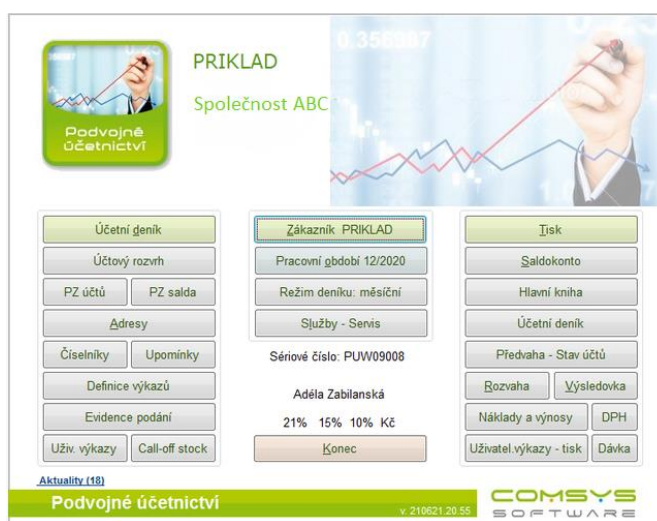 PRIKLAD
Společnost ABC
Podvojné
účetnictví
0.356987
Účetní deník
Účtový rozvrh
PZ účtů PZ salda
Adresy
Číselníky Upomínky
Definice výkazů
Evidence podání
Uživ. výkazy Call-off stock
Zákazník PRIKLAD
Pracovní období 12/2020
Režim deníku: měsíční
Služby - Servis
Sériové číslo: PUW09008
Adéla Zabilanská
21% 15% 10% Kč
Konec
Tisk
Saldokonto
Hlavní kniha
Účetní deník
Předvaha - Stav účtů
Rozvaha Výsledovka
Náklady a výnosy DPH
Uživatel.výkazy - tisk Dávka
Aktuality (18)
Podvojné účetnictví
v. 210621.20.55
COMSYS
SOFTWARE